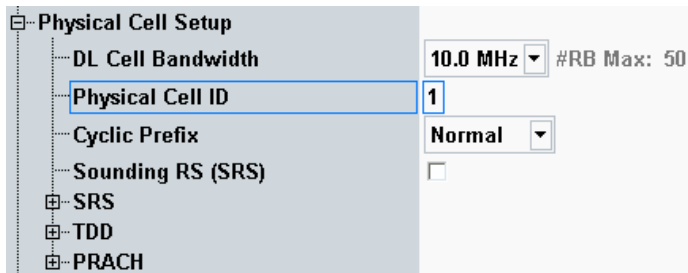 Physical Cell Setup
DL Cell Bandwidth 10.0 MHz #RB Max: 50
Physical Cell ID 1
Cyclic Prefix Normal
Sounding RS (SRS)
SRS
TDD
PRACH